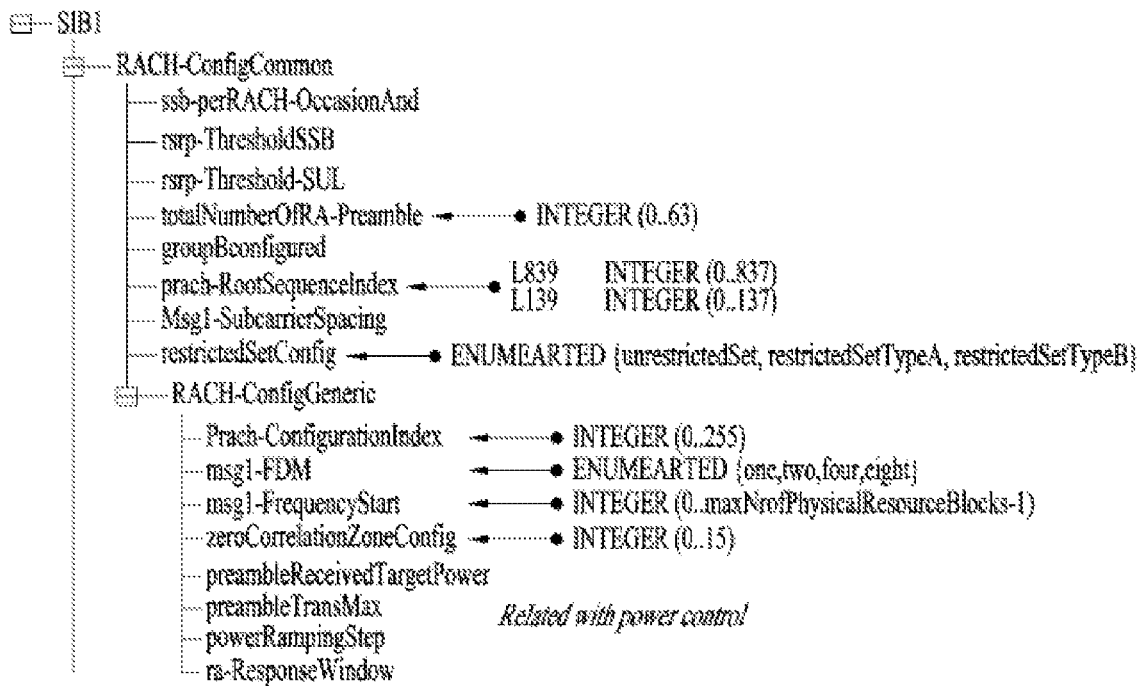 SIB1
RACH-ConfigCommon
ssb-perRACH-OccasionAnd
rsrp-ThresholdSSB
rsrp-Threshold-SUL
totalNumberOfRA-Preamble INTEGER (0..63)
groupBconfigured
prach-RootSequenceIndex L839 INTEGER (0..837)
L139 INTEGER (0..137)
Msg1-SubcarrierSpacing
restrictedSetConfig ENUMEARTED {unrestrictedSet, restrictedSetTypeA, restrictedSetTypeB}
RACH-ConfigGeneric
Prach-ConfigurationIndex INTEGER (0..255)
msg1-FDM ENUMEARTED {one,two,four,eight}
msg1-FrequencyStart INTEGER (0..maxNrofPhysicalResourceBlocks-1)
zeroCorrelationZoneConfig INTEGER (0..15)
preambleReceivedTargetPower
preambleTransMax
Related with power control
powerRampingStep
ra-ResponseWindow